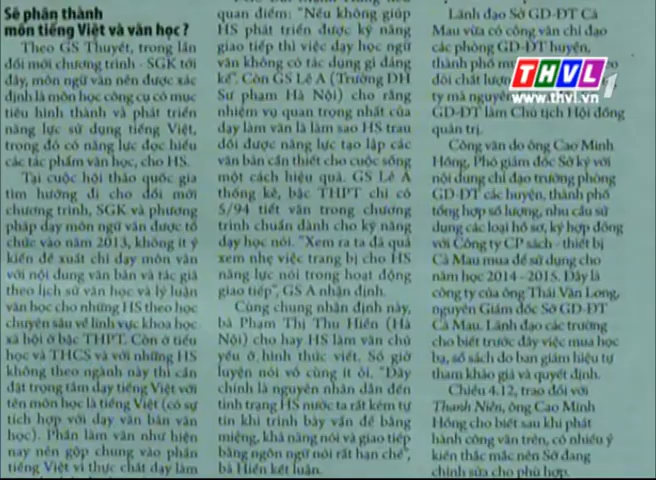 Sẽ phân thành
môn tiếng Việt và văn học ?
Theo GS Thuyết, trong lần
đổi mới chương trình - SGK tới
đây, môn ngữ văn nên được xác
định là môn học công cụ có mục
tiêu hình thành và phát triển
năng lực sử dụng tiếng Việt,
trong đó có năng lực đọc hiểu
các tác phẩm văn học, cho HS.
Tại cuộc hội thảo quốc gia
tìm hướng đi cho đổi mới
chương trình, SGK và phương
pháp dạy môn ngữ văn được tổ
chức vào năm 2013, không ít ý
kiến đề xuất chỉ dạy môn văn
với nội dung văn bản và tác giả
theo lịch sử văn học và lý luận
văn học cho những HS theo học
chuyên sâu về lĩnh vực khoa học
xã hội ở bậc THPT. Còn ở tiểu
học và THCS và với những HS
không theo ngành này thì cần
đặt trọng tâm dạy tiếng Việt với
tên môn học là tiếng Việt (có sự
tích hợp với dạy văn bản văn
học). Phần làm văn như hiện
nay nên gộp chung vào phần
tiếng Việt vì thực chất dạy làm
quan điểm: "Nếu không giúp
HS phát triển được kỹ năng
giao tiếp thì việc dạy học ngữ
văn không có tác dụng gì đáng
kể". Còn GS Lê A (Trường ĐH
Sư phạm Hà Nội) cho rằng
nhiệm vụ quan trọng nhất của
dạy làm văn là làm sao HS trau
dồi được năng lực tạo lập các
văn bản cần thiết cho cuộc sống
một cách hiệu quả. GS Lê A
thống kê, bậc THPT chỉ có
5/94 tiết văn trong chương
trình chuẩn dành cho kỹ năng
dạy học nói. "Xem ra ta đã quá
xem nhẹ việc trang bị cho HS
năng lực nói trong hoạt động
giao tiếp", GS A nhận định.
Cùng chung nhận định này,
bà Phạm Thị Thu Hiền (Hà
Nội) cho hay HS làm văn chủ
yếu ở hình thức viết. Số giờ
luyện nói vô cùng ít ỏi. "Đây
chính là nguyên nhân dẫn đến
tình trạng HS nước ta rất kém tự
tin khi trình bày vấn đề bằng
miệng, khả năng nói và giao tiếp
bằng ngôn ngữ nói rất hạn chế",
bà Hiền kết luận.
Lãnh đạo Sở GD-ĐT Cà
Mau vừa có công văn chỉ đạo
các phòng GD-ĐT huyện,
thành phố
dõi chất lượn
ty mà nguyên
GD-ĐT làm Chủ tịch Hội đồng
quản trị.
Công văn do ông Cao Minh
Hồng, Phó giám đốc Sở ký với
nội dung chỉ đạo trưởng phòng
GD-ĐT các huyện, thành phố
tổng hợp số lượng, nhu cầu sử
dụng các loại hồ sơ, ký hợp đồng
với Công ty CP sách - thiết bị
Cà Mau mua để sử dụng cho
năm học 2014 - 2015. Đây là
công ty của ông Thái Văn Long,
nguyên Giám đốc Sở GD-ĐT
Cà Mau. Lãnh đạo các trường
cho biết trước đây việc mua học
bạ, sổ sách do ban giám hiệu tự
tham khảo giá và quyết định.
Chiều 4.12, trao đổi với
Thanh Niên, ông Cao Minh
Hồng cho biết sau khi phát
hành công văn trên, có nhiều ý
kiến thắc mắc nên Sở đang
chỉnh sửa cho phù hợp.
THVL1
www.thvl.vn